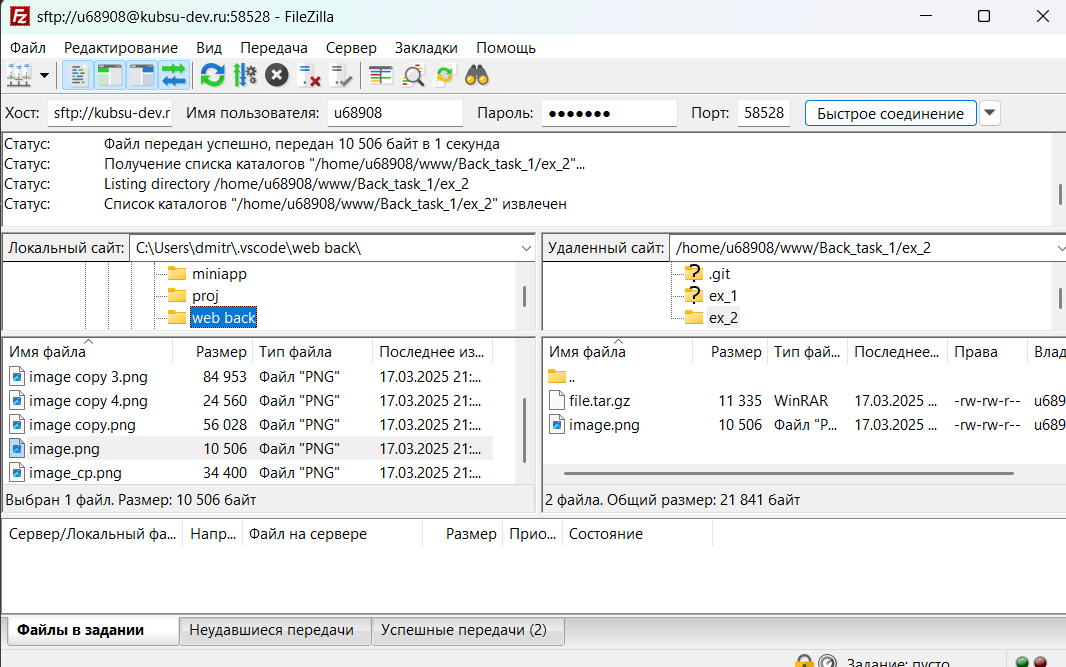 sftp://u68908@kubsu-dev.ru:58528 - FileZilla
Файл Редактирование Вид Передача Сервер Закладки Помощь
Хост: sftp://kubsu-dev.r Имя пользователя: u68908 Пароль: ●●●●●●● Порт: 58528 Быстрое соединение
Статус: Файл передан успешно, передан 10 506 байт в 1 секунда
Статус: Получение списка каталогов "/home/u68908/www/Back_task_1/ex_2"...
Статус: Listing directory /home/u68908/www/Back_task_1/ex_2
Статус: Список каталогов "/home/u68908/www/Back_task_1/ex_2" извлечен
Локальный сайт: C:\Users\dmitr\.vscode\web back\
miniapp
proj
web back
Удаленный сайт: /home/u68908/www/Back_task_1/ex_2
? .git
? ex_1
ex_2
Имя файла Размер Тип файла Последнее из...
image copy 3.png 84 953 Файл "PNG" 17.03.2025 21:...
image copy 4.png 24 560 Файл "PNG" 17.03.2025 21:...
image copy.png 56 028 Файл "PNG" 17.03.2025 21:...
image.png 10 506 Файл "PNG" 17.03.2025 21:...
image_cp.png 34 400 Файл "PNG" 17.03.2025 21:...
Выбран 1 файл. Размер: 10 506 байт
Имя файла Размер Тип фай... Последнее... Права Влад
..
file.tar.gz 11 335 WinRAR 17.03.2025 ... -rw-rw-r-- u689
image.png 10 506 Файл "P... 17.03.2025 ... -rw-rw-r-- u689
2 файла. Общий размер: 21 841 байт
Сервер/Локальный фа... Напр... Файл на сервере Размер Прио... Состояние
Файлы в задании Неудавшиеся передачи Успешные передачи (2)
Задание: пусто